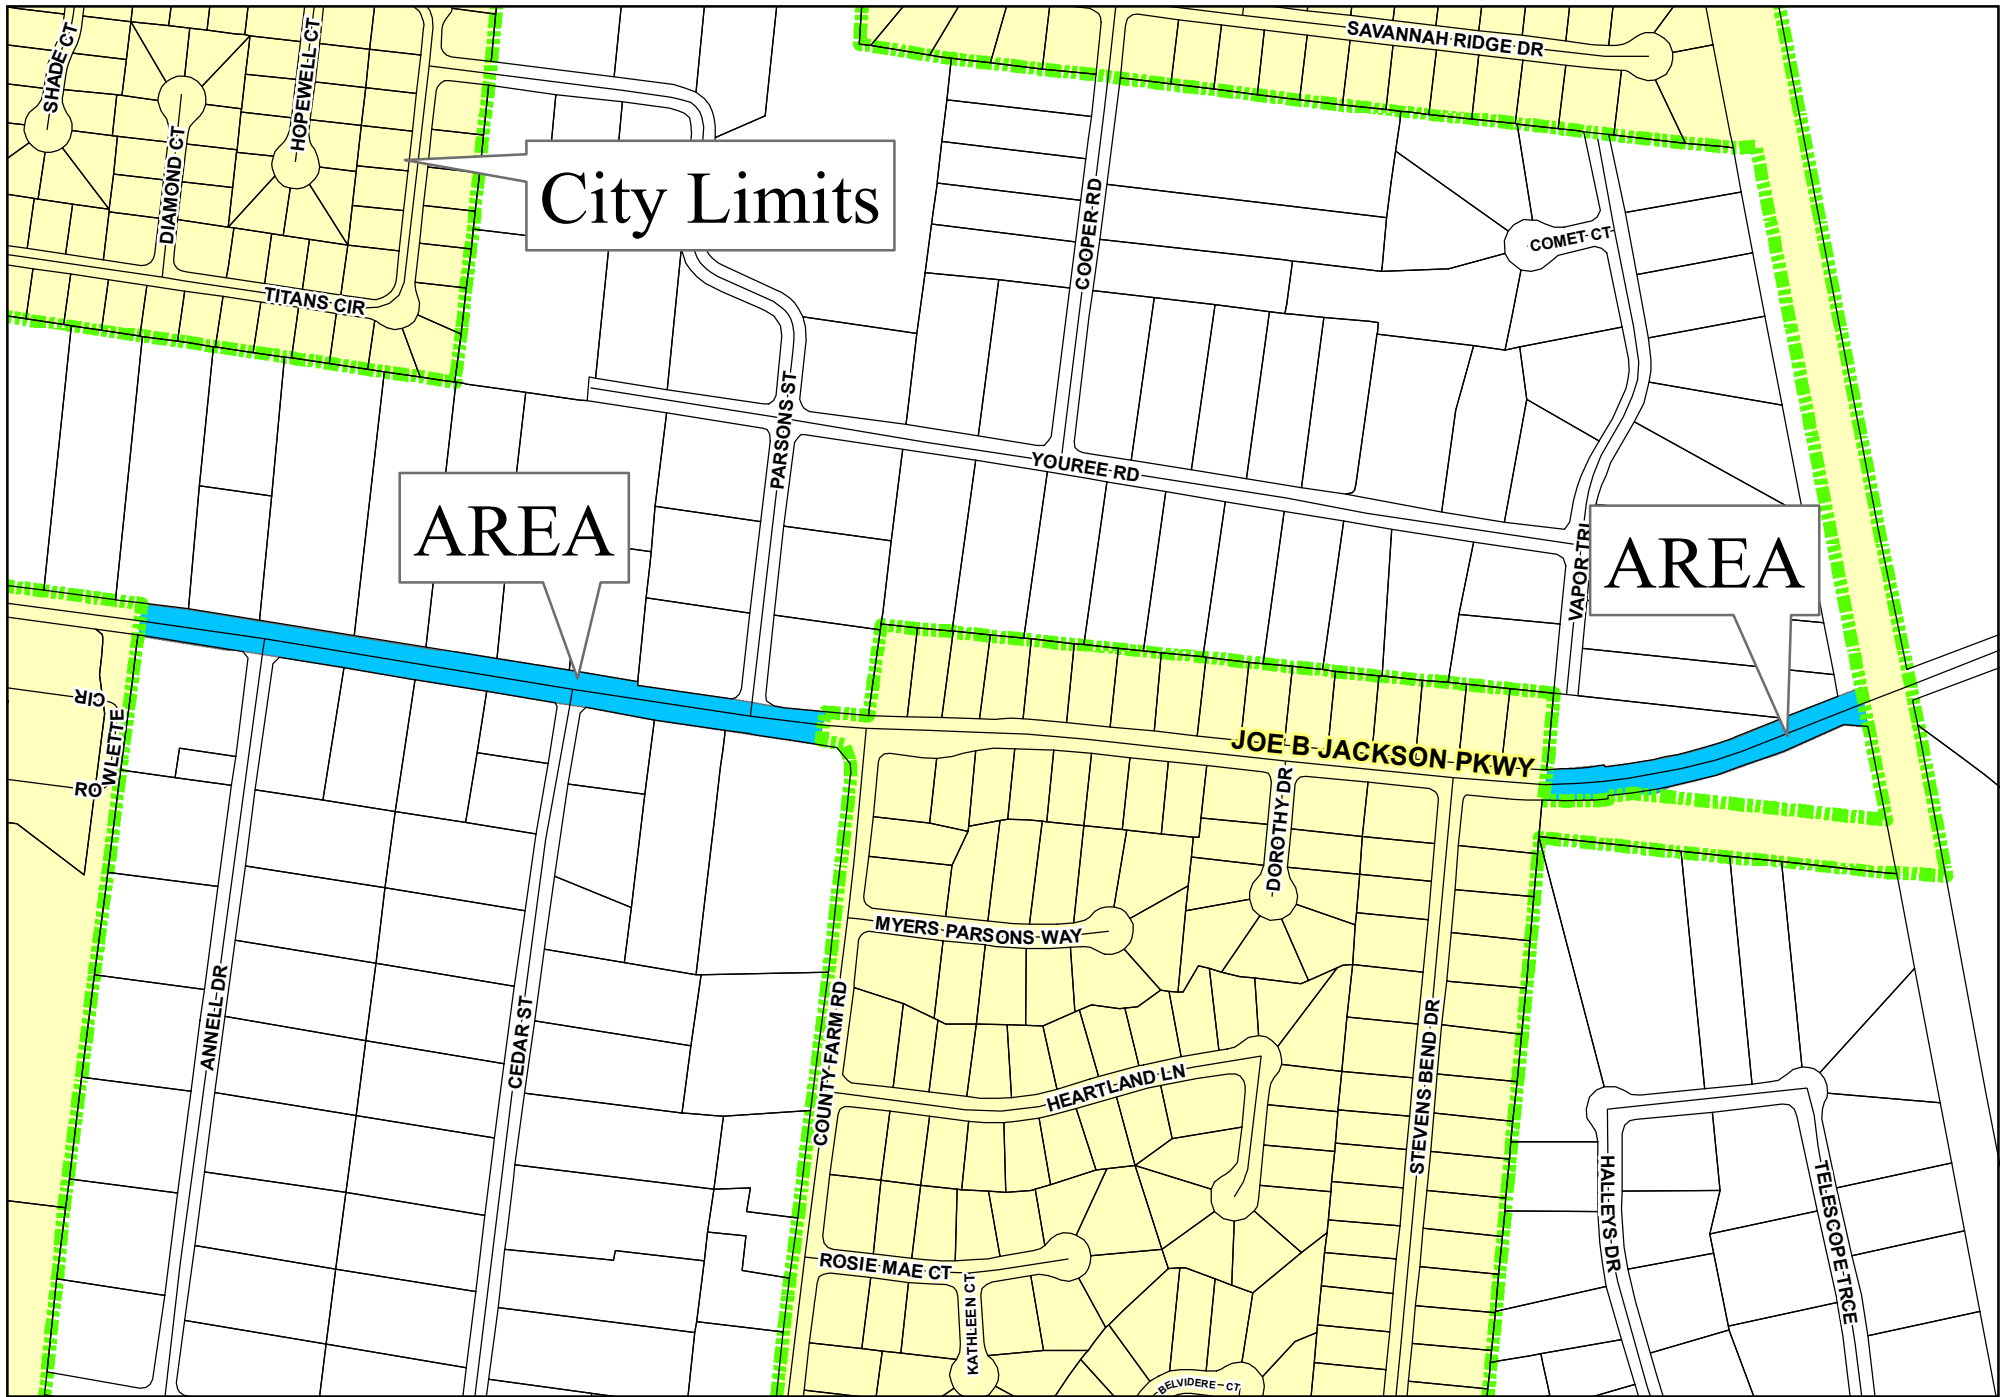 SAVANNAH RIDGE DR
SHADE CT
HOPEWELL CT
DIAMOND CT
City Limits
COOPER RD
COMET CT
TITANS CIR
PARSONS ST
YOUREE RD
AREA
AREA
VAPOR TRL
ROWLETTE CIR
JOE B JACKSON PKWY
DOROTHY DR
MYERS PARSONS WAY
ANNELL DR
CEDAR ST
COUNTY FARM RD
HEARTLAND LN
STEVENS BEND DR
HALLEYS DR
TELESCOPE TRCE
ROSIE MAE CT
KATHLEEN CT
BELVIDERE CT